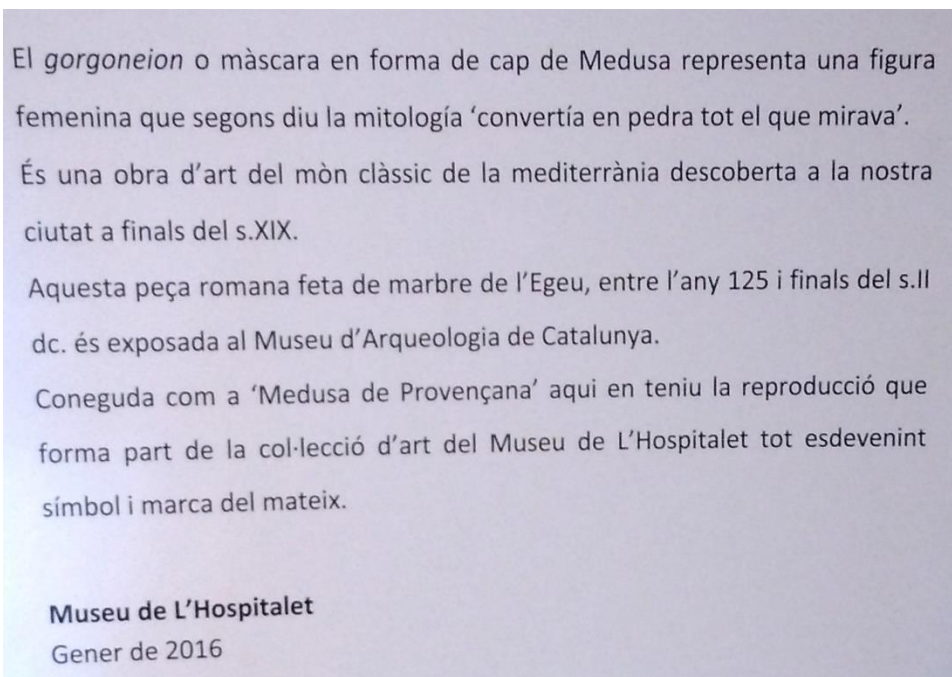 El gorgoneion o màscara en forma de cap de Medusa representa una figura
femenina que segons diu la mitología ‘convertía en pedra tot el que mirava’.
És una obra d’art del mòn clàssic de la mediterrània descoberta a la nostra
ciutat a finals del s.XIX.
Aquesta peça romana feta de marbre de l’Egeu, entre l’any 125 i finals del s.II
dc. és exposada al Museu d’Arqueologia de Catalunya.
Coneguda com a ‘Medusa de Provençana’ aqui en teniu la reproducció que
forma part de la col·lecció d’art del Museu de L’Hospitalet tot esdevenint
símbol i marca del mateix.
Museu de L’Hospitalet
Gener de 2016